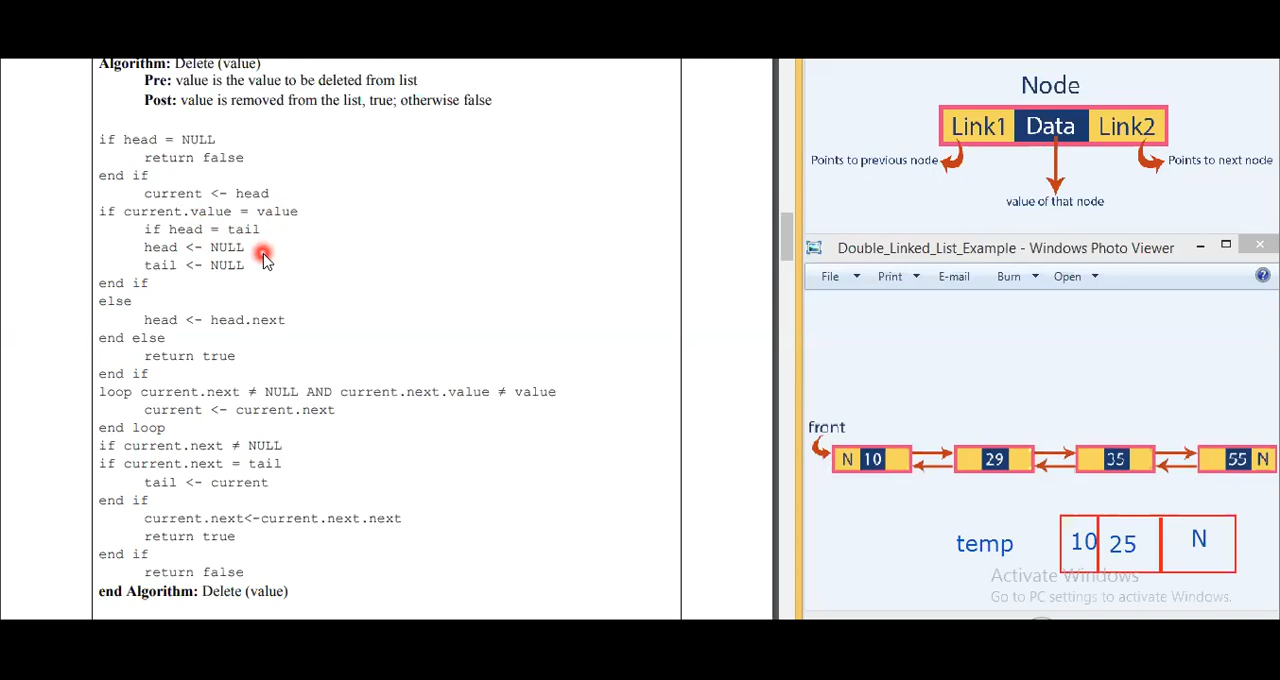 Algorithm: Delete (value)
Pre: value is the value to be deleted from list
Post: value is removed from the list, true; otherwise false
if head = NULL
return false
end if
current <- head
if current.value = value
if head = tail
head <- NULL
tail <- NULL
end if
else
head <- head.next
end else
return true
end if
loop current.next ≠ NULL AND current.next.value ≠ value
current <- current.next
end loop
if current.next ≠ NULL
if current.next = tail
tail <- current
end if
current.next<-current.next.next
return true
end if
return false
end Algorithm: Delete (value)
Node
Link1 Data Link2
Points to previous node
Points to next node
value of that node
Double_Linked_List_Example - Windows Photo Viewer
File Print E-mail Burn Open
front
N 10 29 35 55 N
temp 10 25 N
Activate Windows
Go to PC settings to activate Windows.